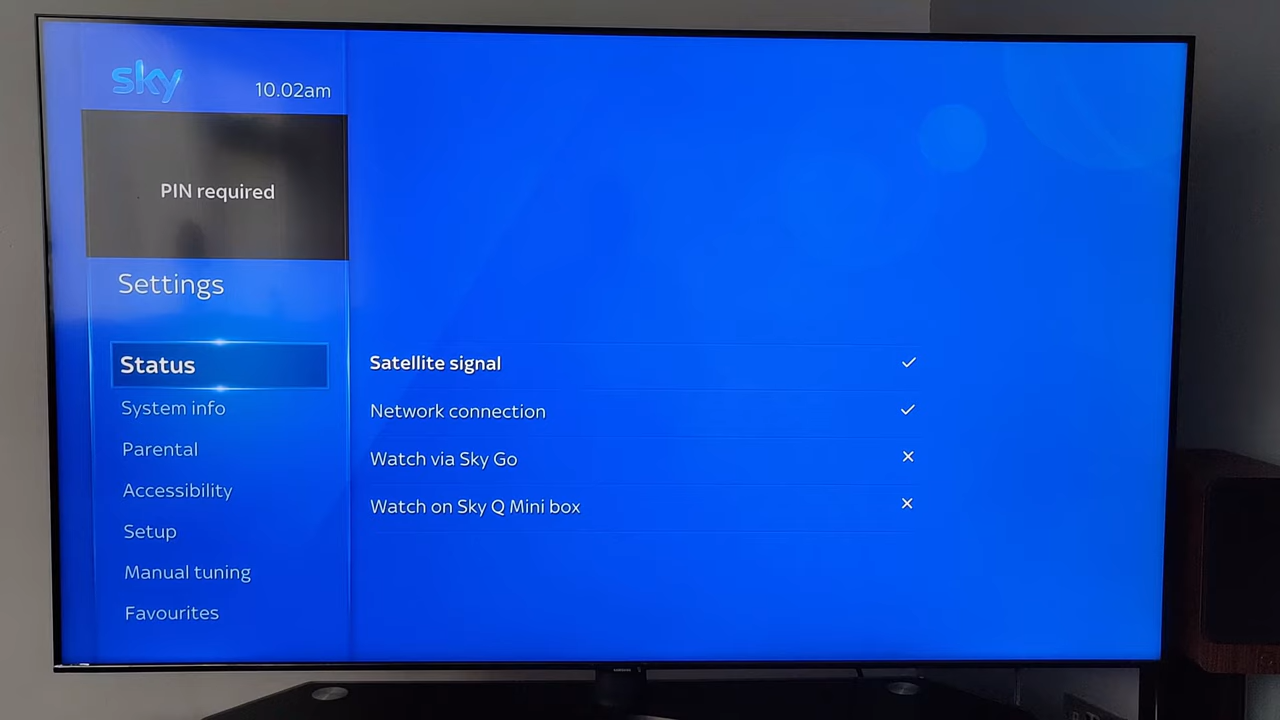 sky
10.02am
PIN required
Settings
Status
System info
Parental
Accessibility
Setup
Manual tuning
Favourites
Satellite signal
Network connection
Watch via Sky Go
Watch on Sky Q Mini box